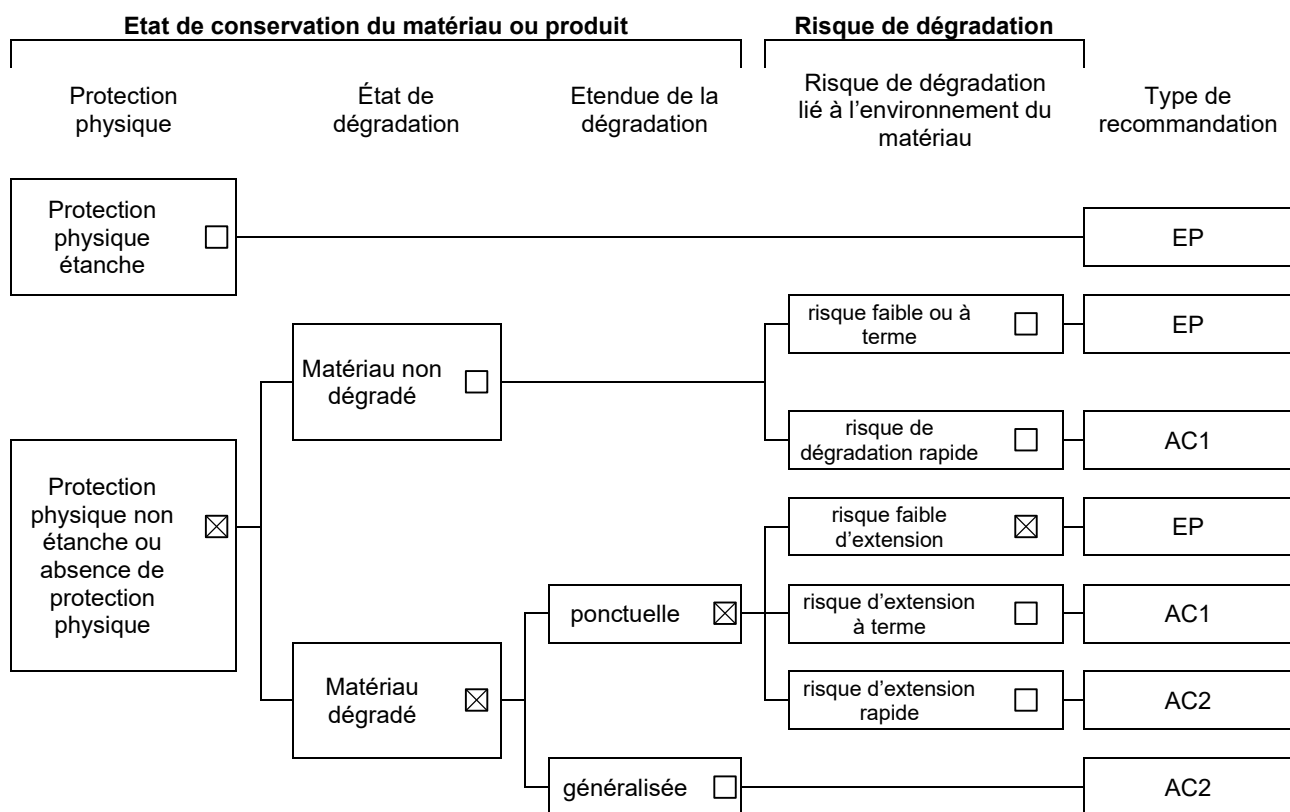 Etat de conservation du matériau ou produit
Risque de dégradation
Protection
physique
État de
dégradation
Etendue de la
dégradation
Risque de dégradation
lié à l'environnement du
matériau
Type de
recommandation
Protection
physique
étanche
EP
risque faible ou à
terme
EP
Matériau non
dégradé
risque de
dégradation rapide
AC1
Protection
physique non
étanche ou
absence de
protection
physique
risque faible
d'extension
EP
ponctuelle
risque d'extension
à terme
AC1
Matériau
dégradé
risque d'extension
rapide
AC2
généralisée
AC2